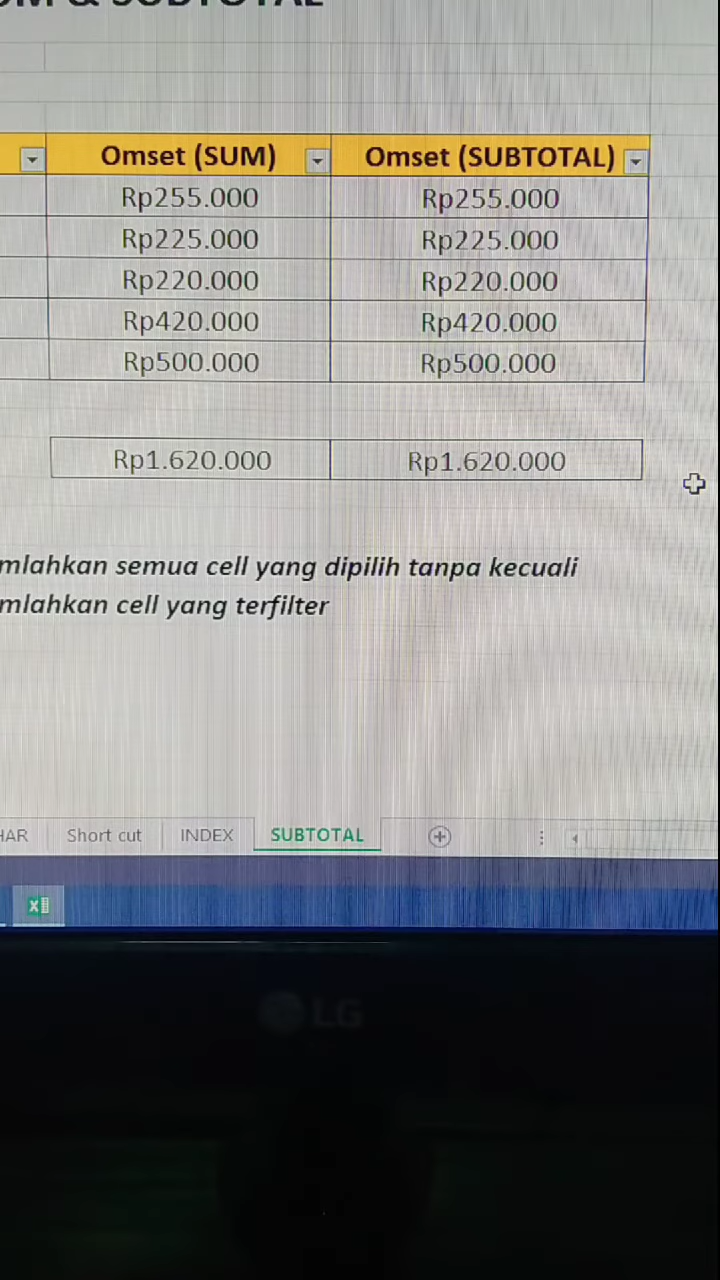 & SUBTOTAL
Omset (SUM) Omset (SUBTOTAL)
Rp255.000 Rp255.000
Rp225.000 Rp225.000
Rp220.000 Rp220.000
Rp420.000 Rp420.000
Rp500.000 Rp500.000
Rp1.620.000 Rp1.620.000
mlahkan semua cell yang dipilih tanpa kecuali
mlahkan cell yang terfilter
HAR Short cut INDEX SUBTOTAL
LG